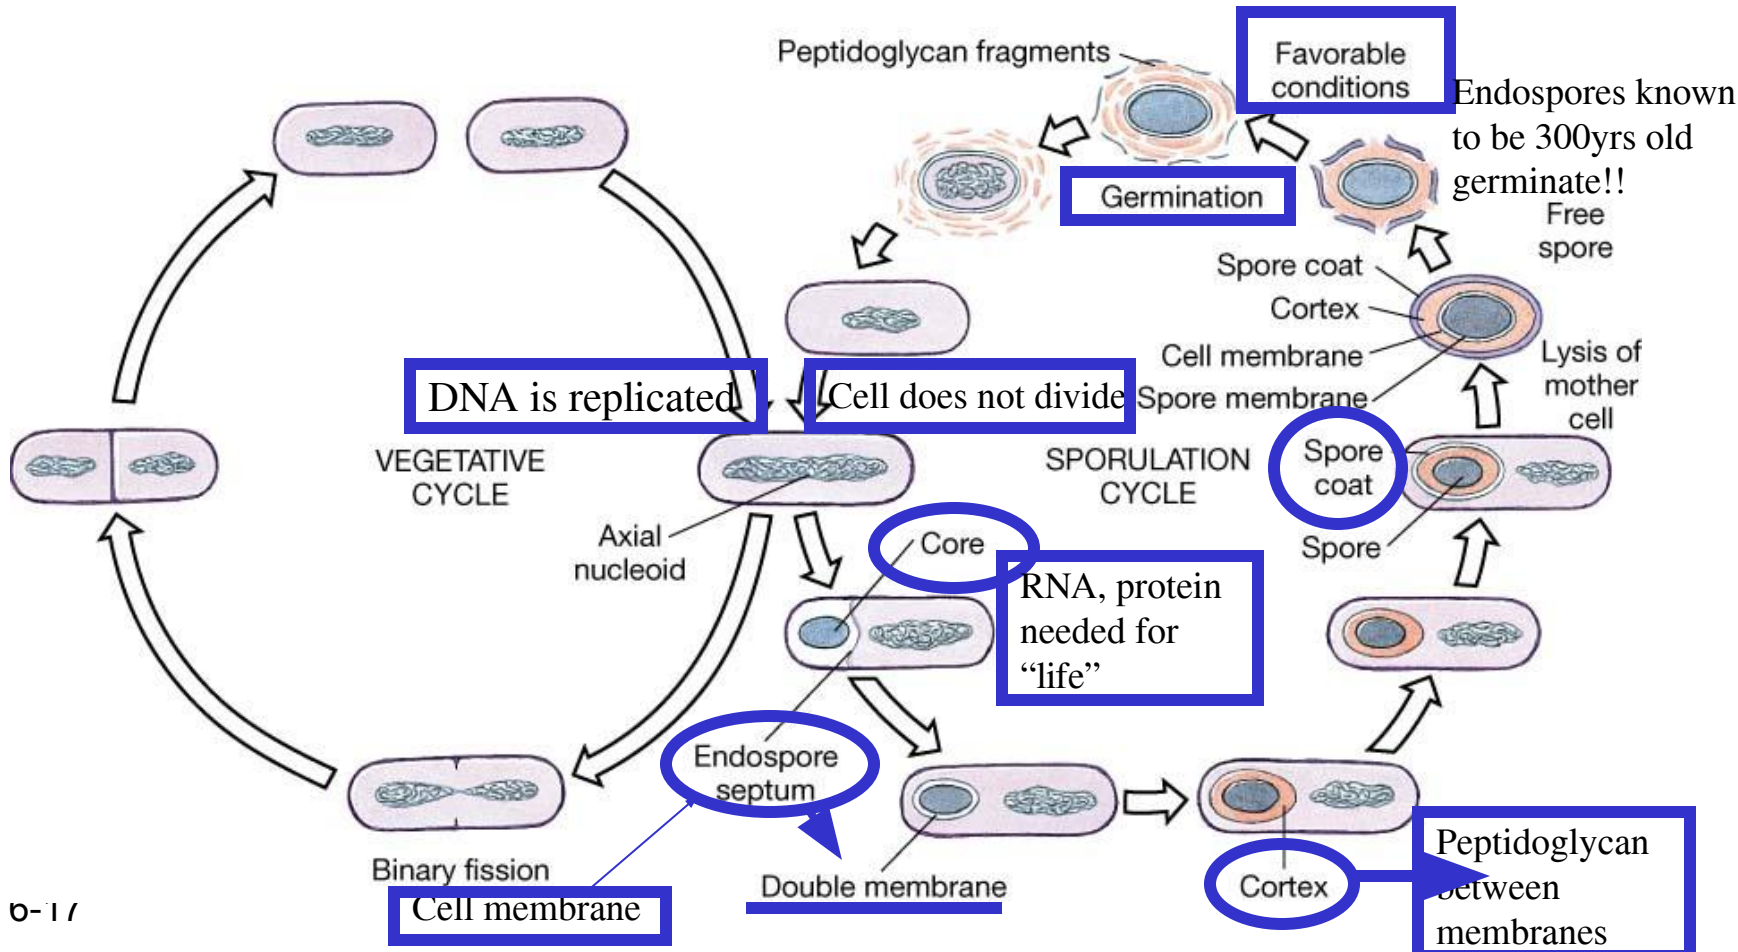 Peptidoglycan fragments
Favorable
conditions
Endospores known
to be 300yrs old
germinate!!
Germination
Free
spore
Spore coat
Cortex
Cell membrane
Spore membrane
Lysis of
mother
cell
DNA is replicated
Cell does not divide
VEGETATIVE
CYCLE
SPORULATION
CYCLE
Spore
coat
Spore
Axial
nucleoid
Core
RNA, protein
needed for
“life”
Endospore
septum
Binary fission
Cell membrane
Double membrane
Cortex
Peptidoglycan
between
membranes
6-17